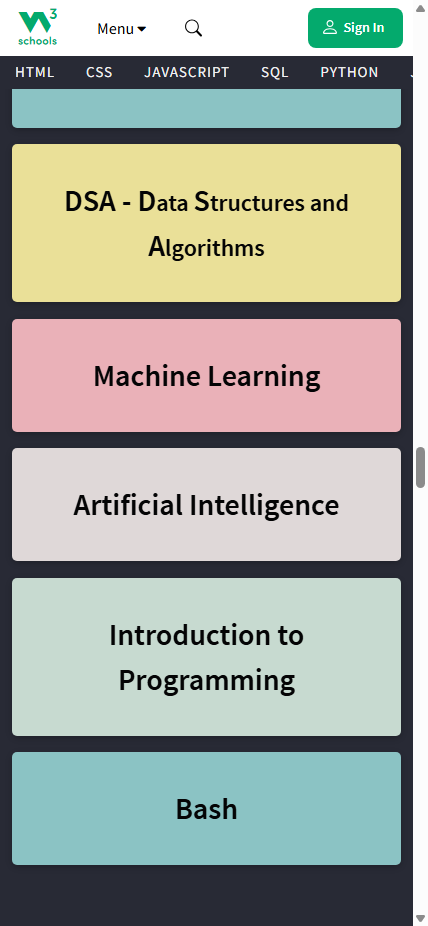 3
schools
Menu
Sign In
HTML CSS JAVASCRIPT SQL PYTHON
DSA - Data Structures and
Algorithms
Machine Learning
Artificial Intelligence
Introduction to
Programming
Bash